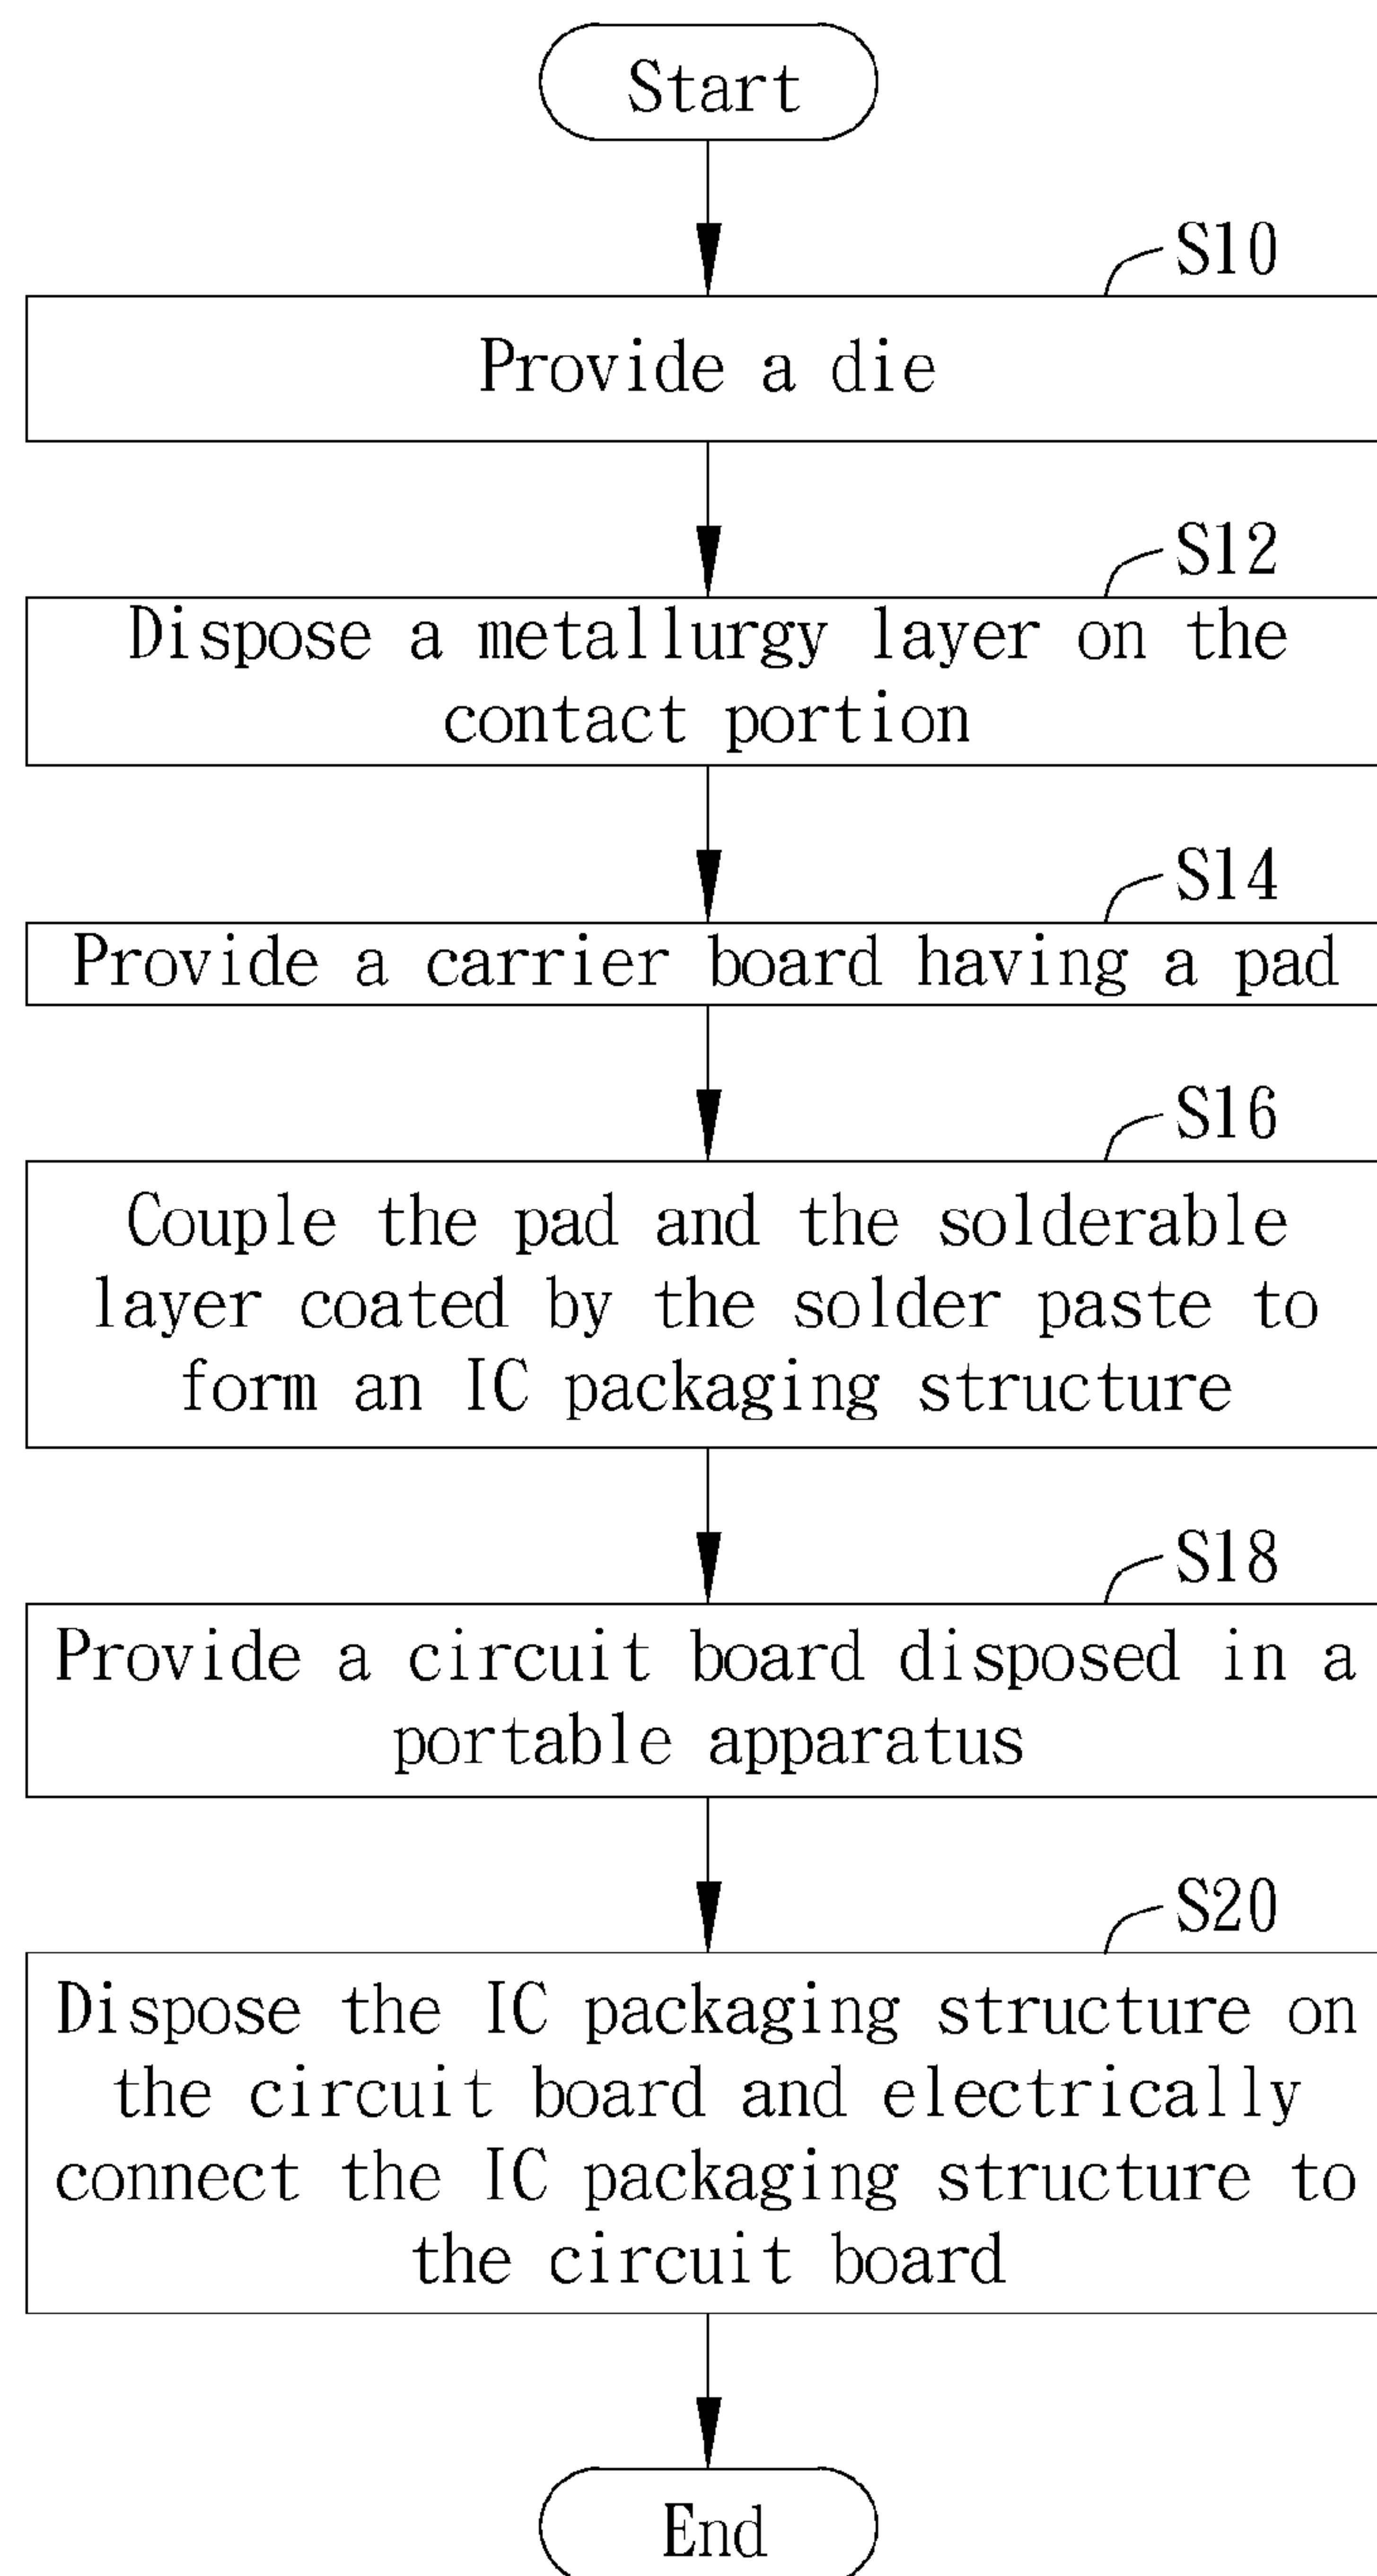 Start
S10
Provide a die
S12
Dispose a metallurgy layer on the
contact portion
S14
Provide a carrier board having a pad
S16
Couple the pad and the solderable
layer coated by the solder paste to
form an IC packaging structure
S18
Provide a circuit board disposed in a
portable apparatus
S20
Dispose the IC packaging structure on
the circuit board and electrically
connect the IC packaging structure to
the circuit board
End